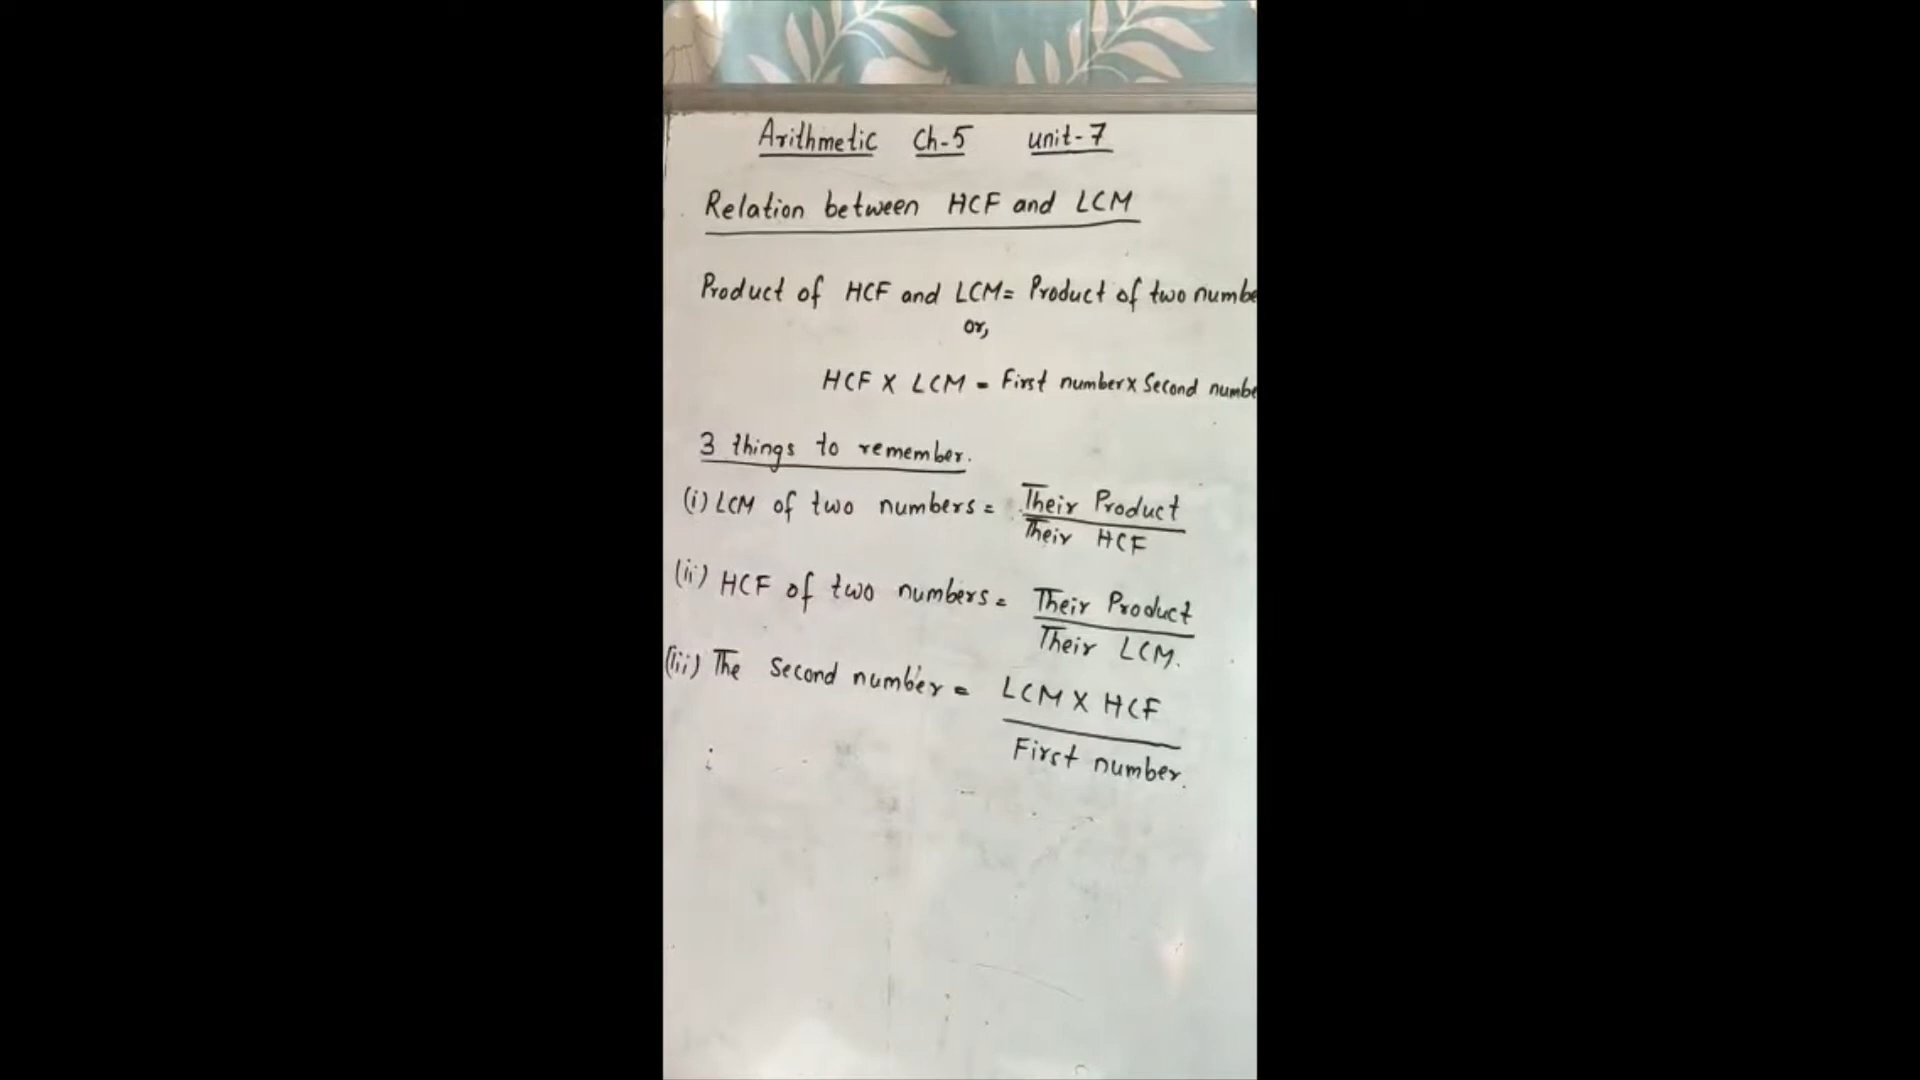 Arithmetic Ch-5 unit-7
Relation between HCF and LCM
Product of HCF and LCM= Product of two numbe
or,
HCF X LCM = First number x Second numbe
3 things to remember.
(i) LCM of two numbers = Their Product
Their HCF
(ii) HCF of two numbers = Their Product
Their LCM.
(iii) The Second number = LCM X HCF
First number.